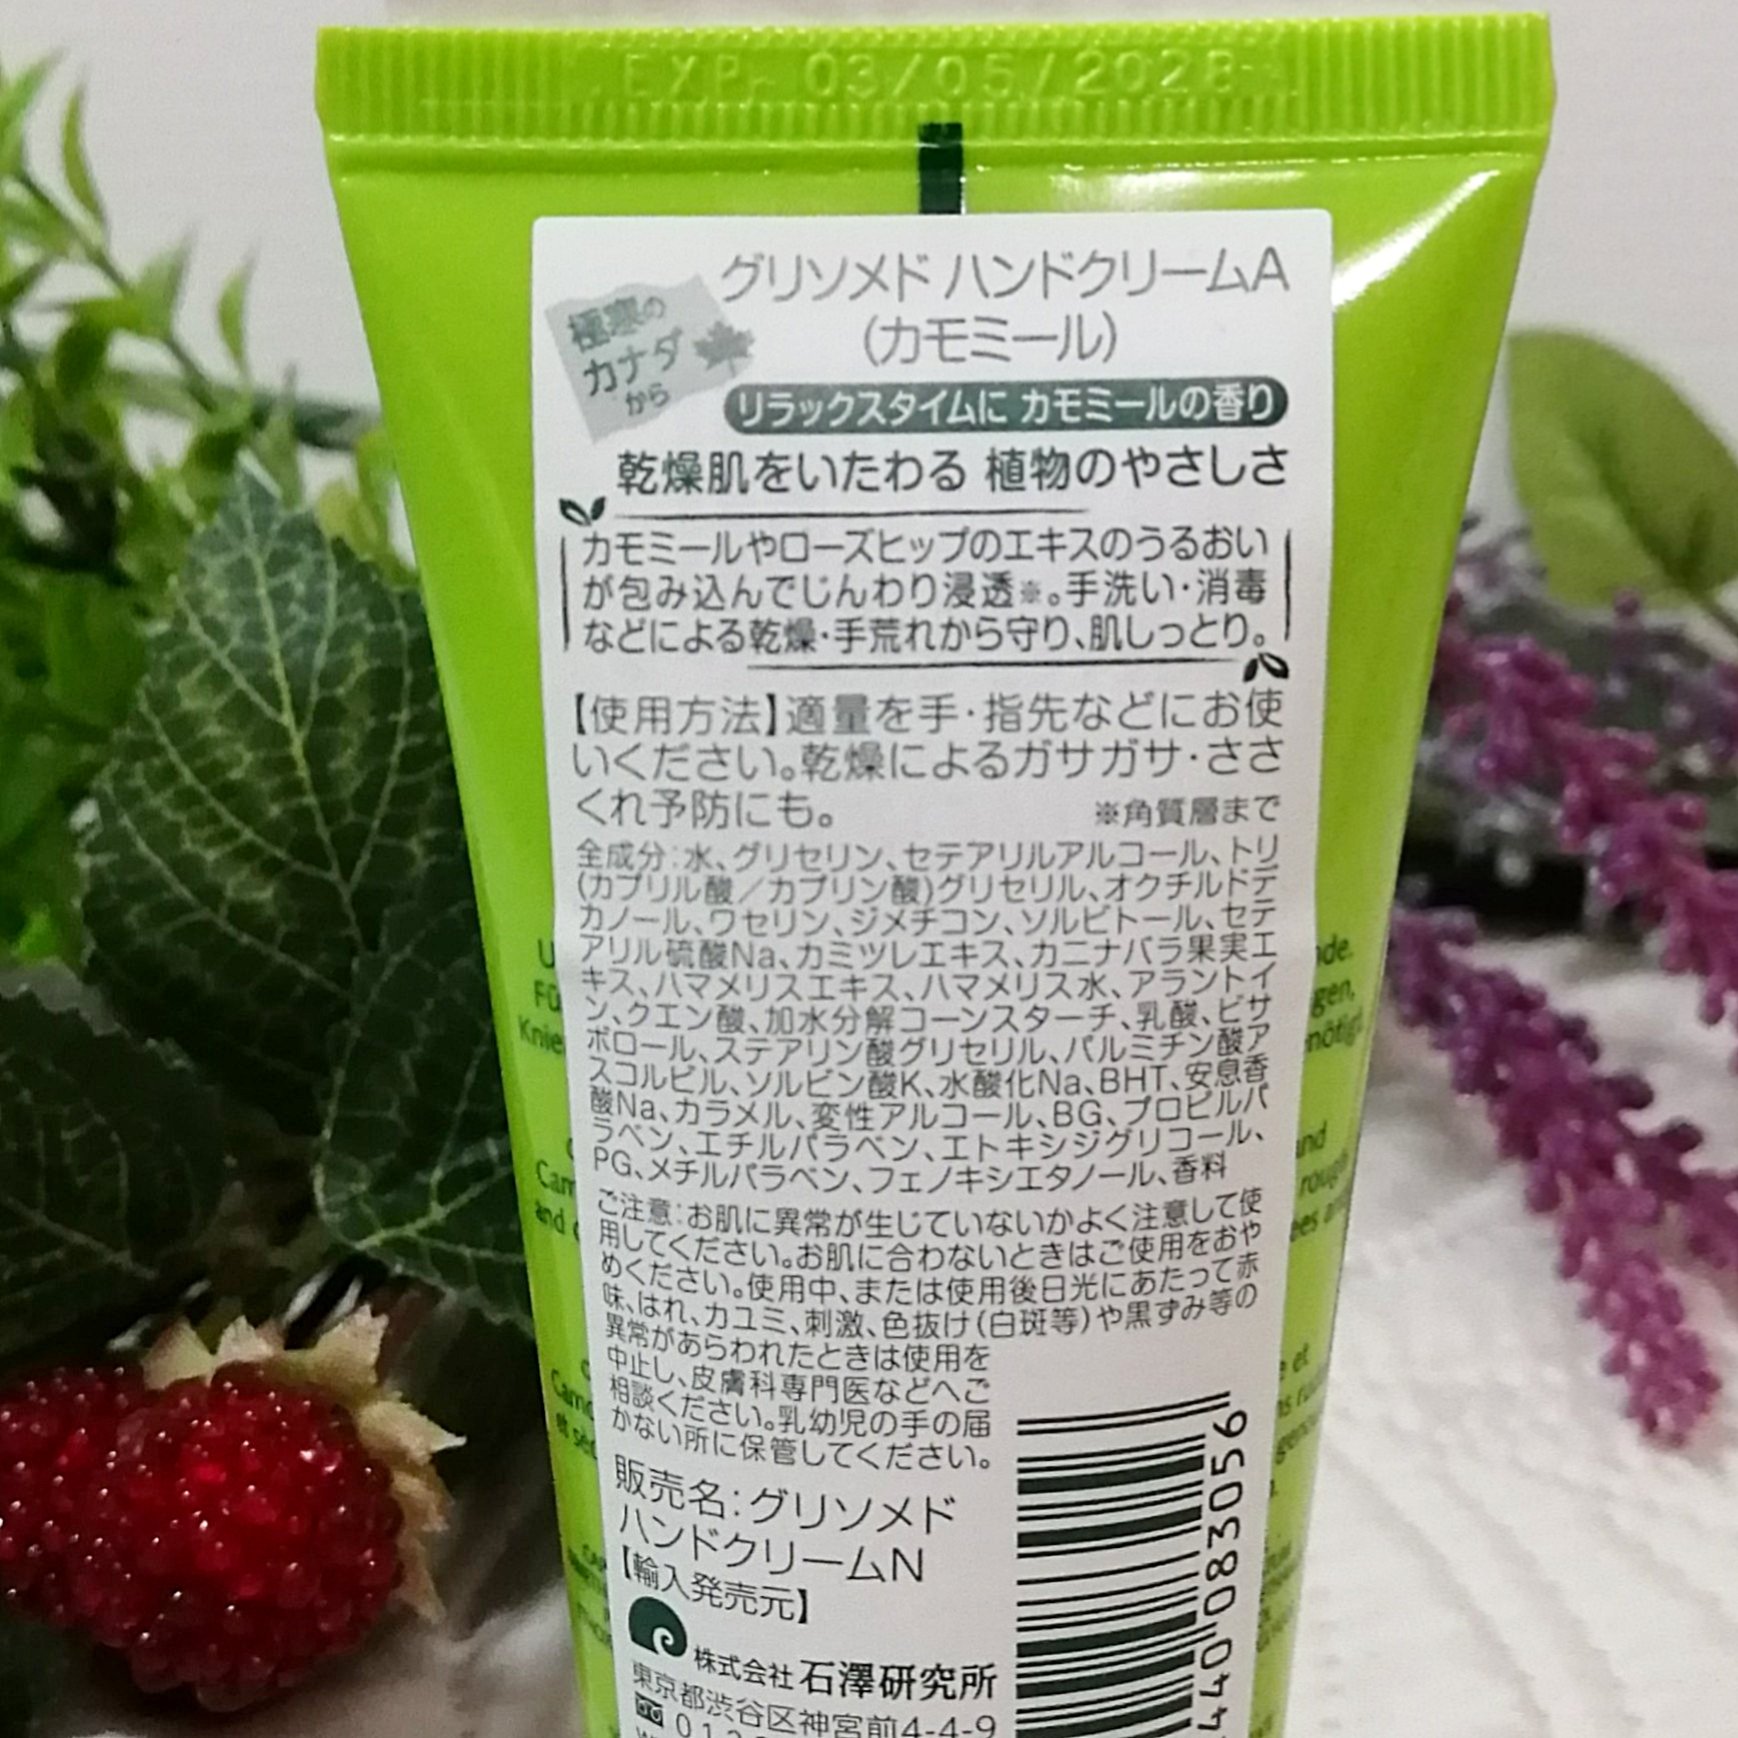 EXP. 03/05/2028
グリソメド ハンドクリームA
(カモミール)
極寒の
カナダ
から
リラックスタイムに カモミールの香り
乾燥肌をいたわる 植物のやさしさ
カモミールやローズヒップのエキスのうるおい
が包み込んでじんわり浸透※。手洗い・消毒
などによる乾燥・手荒れから守り、肌しっとり。
【使用方法】適量を手・指先などにお使
いください。乾燥によるガサガサ・ささ
くれ予防にも。 ※角質層まで
全成分:水、グリセリン、セテアリルアルコール、トリ
(カプリル酸/カプリン酸)グリセリル、オクチルドデ
カノール、ワセリン、ジメチコン、ソルビトール、セテ
アリル硫酸Na、カミツレエキス、カニナバラ果実エ
キス、ハマメリスエキス、ハマメリス水、アラントイ
ン、クエン酸、加水分解コーンスターチ、乳酸、ビサ
ボロール、ステアリン酸グリセリル、パルミチン酸ア
スコルビル、ソルビン酸K、水酸化Na、BHT、安息香
酸Na、カラメル、変性アルコール、BG、プロピルパ
ラベン、エチルパラベン、エトキシジグリコール、
PG、メチルパラベン、フェノキシエタノール、香料
ご注意:お肌に異常が生じていないかよく注意して使
用してください。お肌に合わないときはご使用をおや
めください。使用中、または使用後日光にあたって赤
味、はれ、カユミ、刺激、色抜け(白斑等)や黒ずみ等の
異常があらわれたときは使用を
中止し、皮膚科専門医などへご
相談ください。乳幼児の手の届
かない所に保管してください。
販売名:グリソメド
ハンドクリームN
【輸入発売元】
株式会社 石澤研究所
東京都渋谷区神宮前4-4-9
440 083056